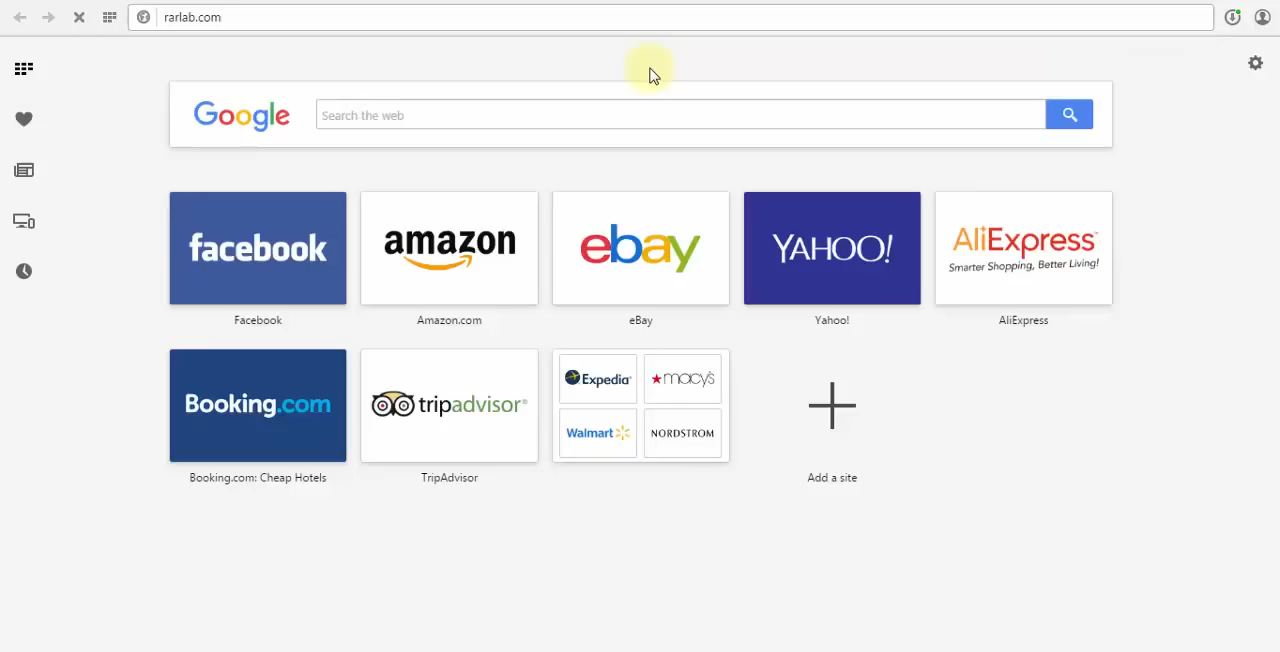 rarlab.com
Google
Search the web
facebook
amazon
ebay
YAHOO!
AliExpress™
Smarter Shopping, Better Living!
Facebook
Amazon.com
eBay
Yahoo!
AliExpress
Booking.com
tripadvisor®
Expedia®
macy's
Walmart
NORDSTROM
Booking.com: Cheap Hotels
TripAdvisor
Add a site